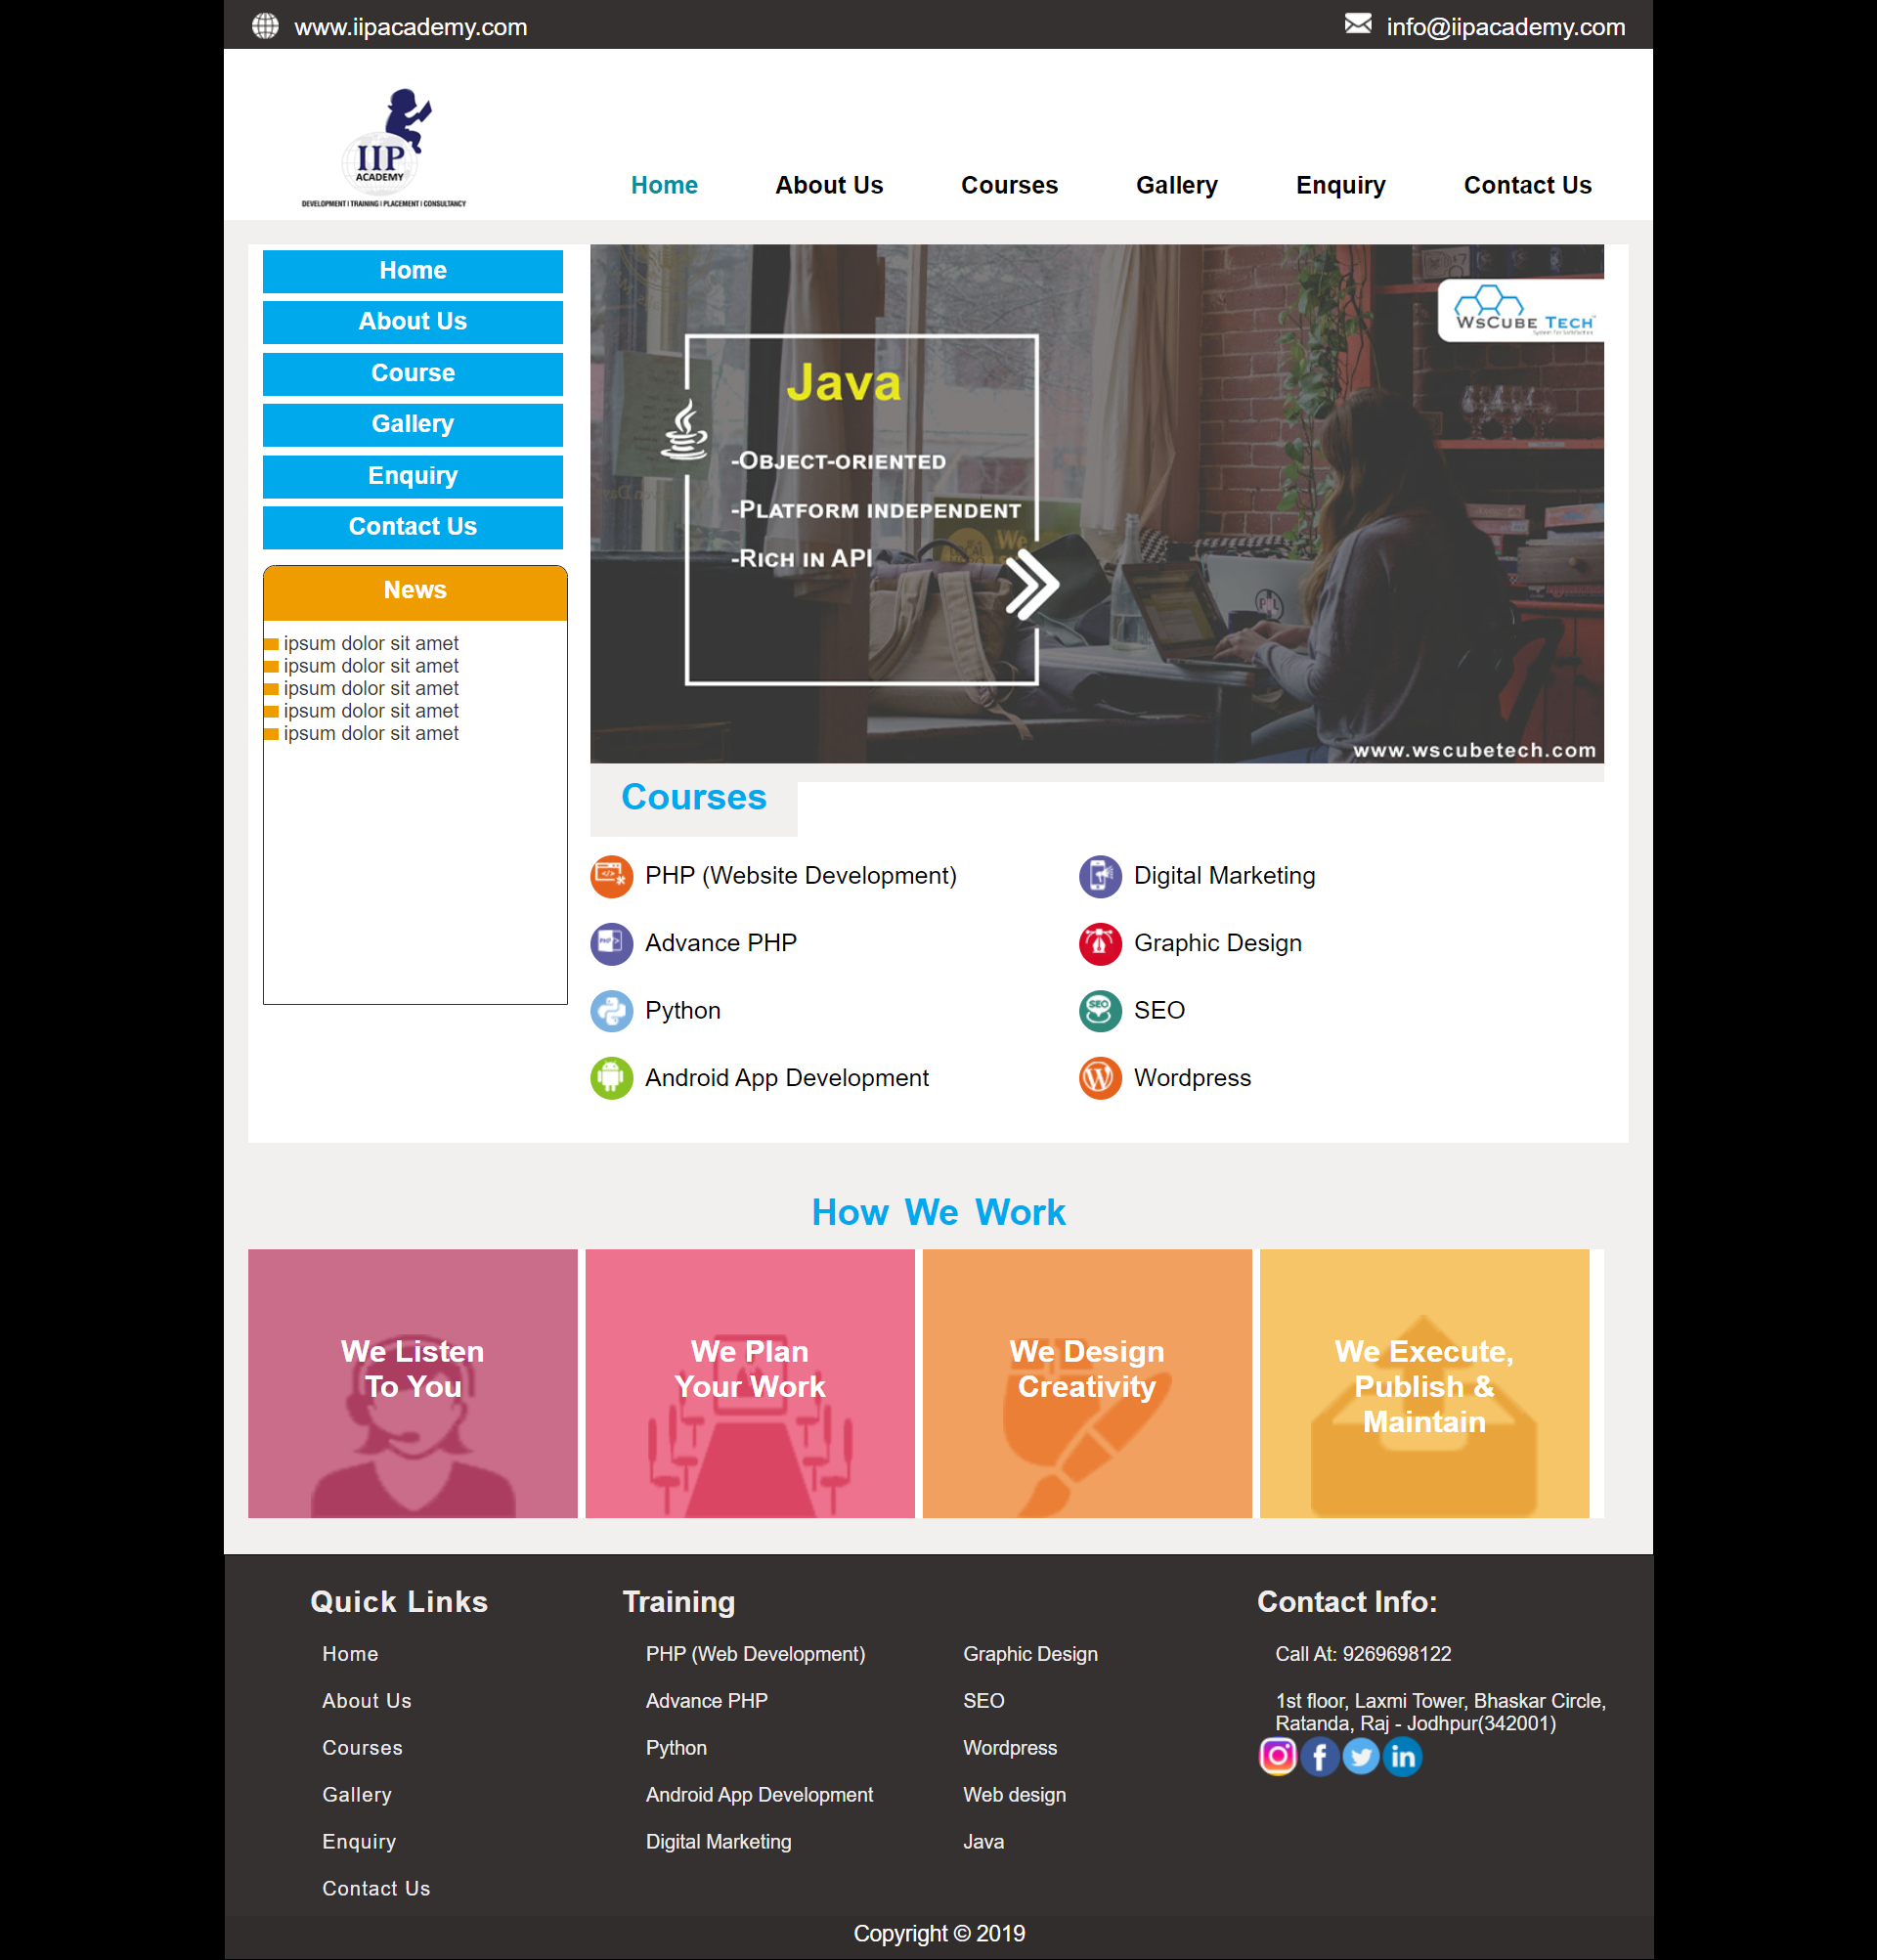 www.iipacademy.com
info@iipacademy.com
IIP
ACADEMY
DEVELOPMENT | TRAINING | PLACEMENT | CONSULTANCY
Home
About Us
Courses
Gallery
Enquiry
Contact Us
Home
About Us
Course
Gallery
Enquiry
Contact Us
News
ipsum dolor sit amet
ipsum dolor sit amet
ipsum dolor sit amet
ipsum dolor sit amet
ipsum dolor sit amet
WsCube Tech
System For Satisfaction
Java
-Object-oriented
-Platform independent
-Rich in API
www.wscubetech.com
Courses
PHP (Website Development)
Digital Marketing
Advance PHP
Graphic Design
Python
SEO
SEO
Android App Development
Wordpress
How We Work
We Listen
To You
We Plan
Your Work
We Design
Creativity
We Execute,
Publish &
Maintain
Quick Links
Home
About Us
Courses
Gallery
Enquiry
Contact Us
Training
PHP (Web Development)
Advance PHP
Python
Android App Development
Digital Marketing
Graphic Design
SEO
Wordpress
Web design
Java
Contact Info:
Call At: 9269698122
1st floor, Laxmi Tower, Bhaskar Circle,
Ratanda, Raj - Jodhpur(342001)
Copyright © 2019